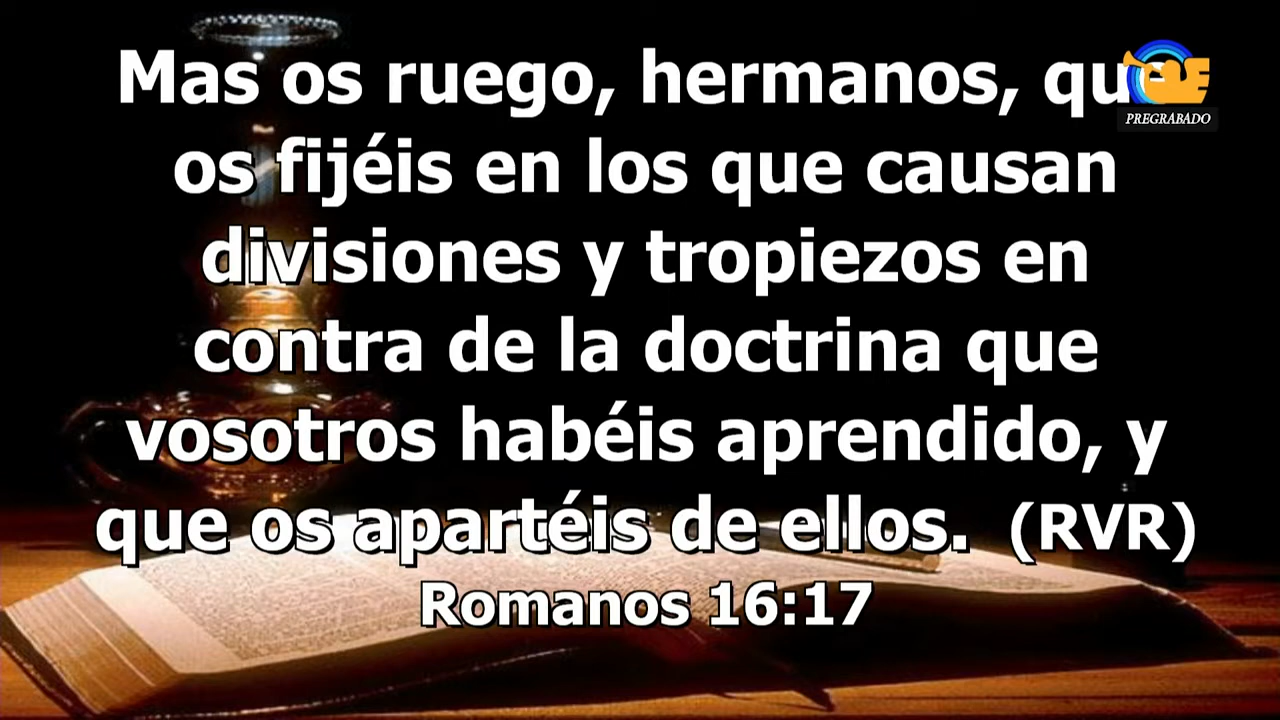 Mas os ruego, hermanos, que
os fijéis en los que causan
divisiones y tropiezos en
contra de la doctrina que
vosotros habéis aprendido, y
que os apartéis de ellos. (RVR)
Romanos 16:17
PREGRABADO